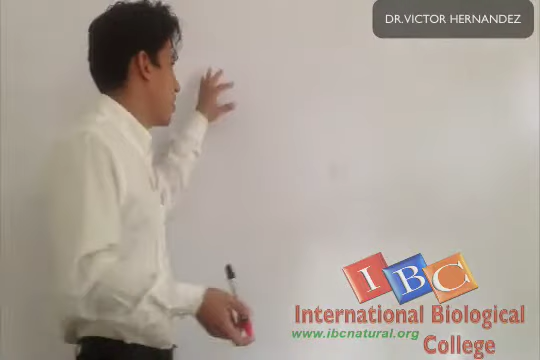 DR.VICTOR HERNANDEZ
IBC
International Biological
www.ibcnatural.org
College